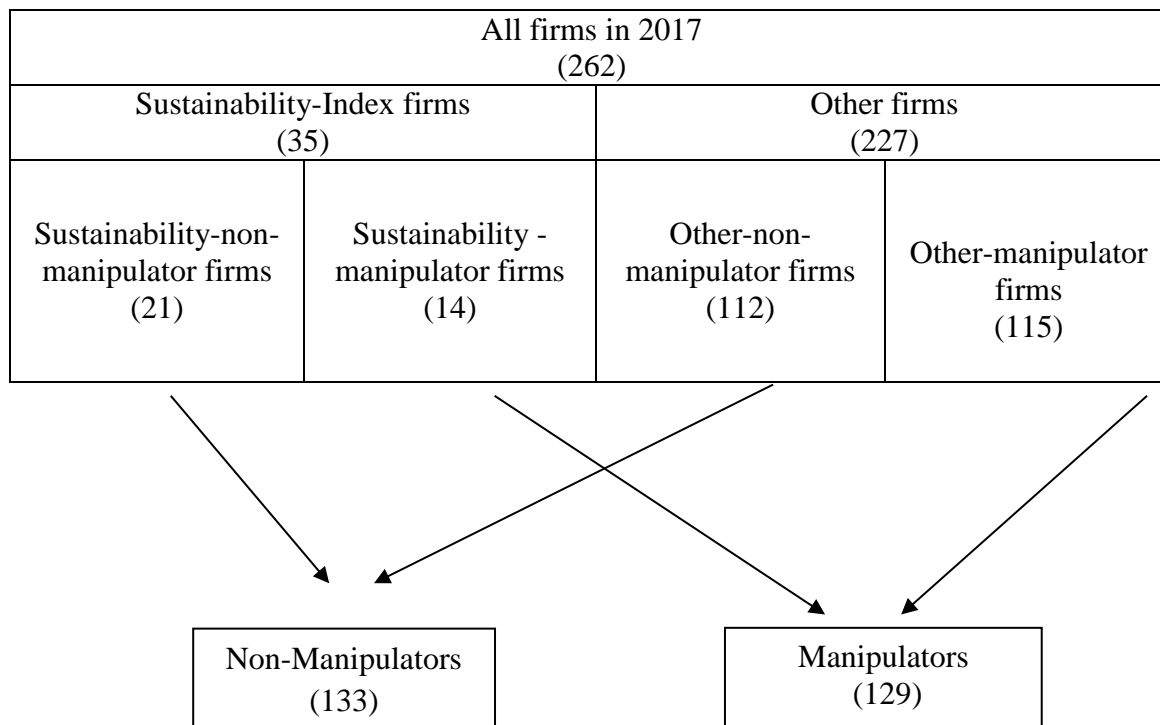 All firms in 2017
(262)
Sustainability-Index firms
(35)
Other firms
(227)
Sustainability-non-
manipulator firms
(21)
Sustainability -
manipulator firms
(14)
Other-non-
manipulator firms
(112)
Other-manipulator
firms
(115)
Non-Manipulators
(133)
Manipulators
(129)